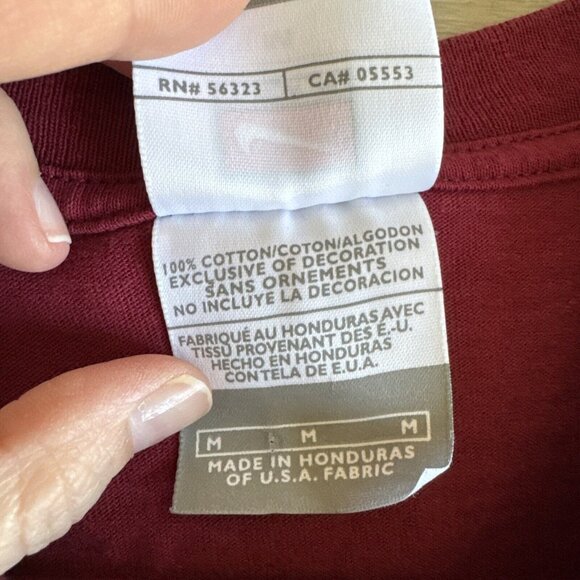 RN# 56323 CA# 05553
100% COTTON/COTON/ALGODON
EXCLUSIVE OF DECORATION
SANS ORNEMENTS
NO INCLUYE LA DECORACION
FABRIQUÉ AU HONDURAS AVEC
TISSU PROVENANT DES É.-U.
HECHO EN HONDURAS
CONTELA DE E.U.A.
M M M
MADE IN HONDURAS
OF U.S.A. FABRIC